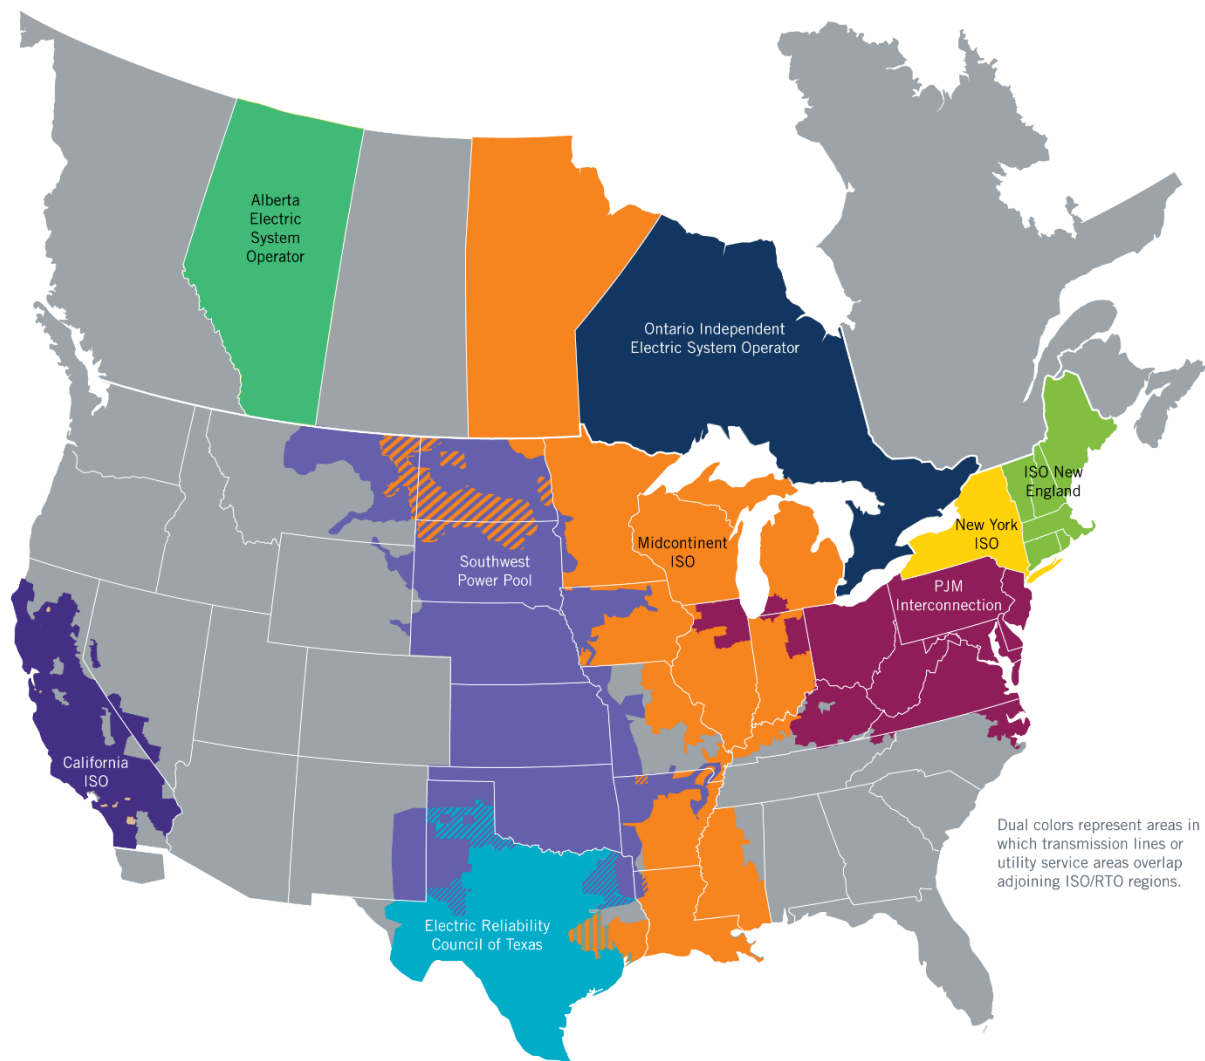 Alberta
Electric
System
Operator
Ontario Independent
Electric System Operator
ISO New
England
New York
ISO
Midcontinent
ISO
Southwest
Power Pool
PJM
Interconnection
California
ISO
Dual colors represent areas in
which transmission lines or
utility service areas overlap
adjoining ISO/RTO regions.
Electric Reliability
Council of Texas